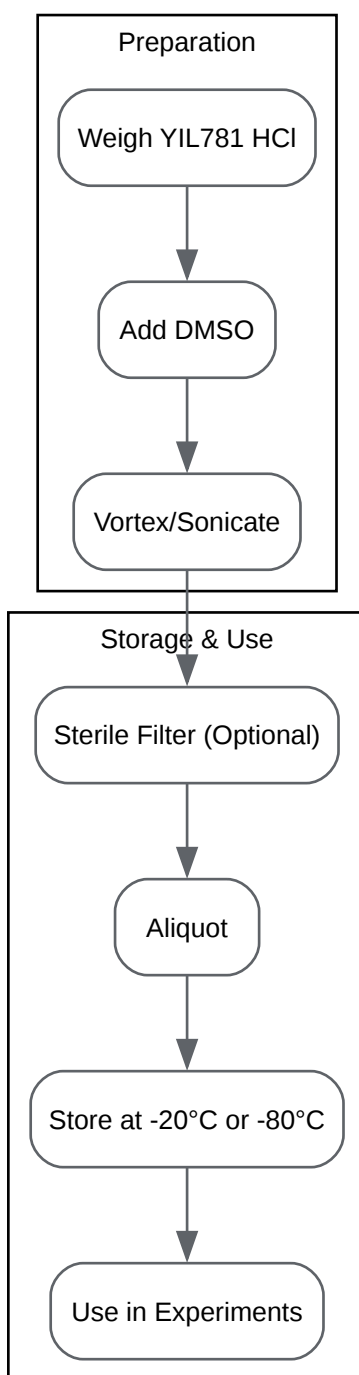 Preparation
Weigh YIL781 HCl
Add DMSO
Vortex/Sonicate
Storage & Use
Sterile Filter (Optional)
Aliquot
Store at -20°C or -80°C
Use in Experiments